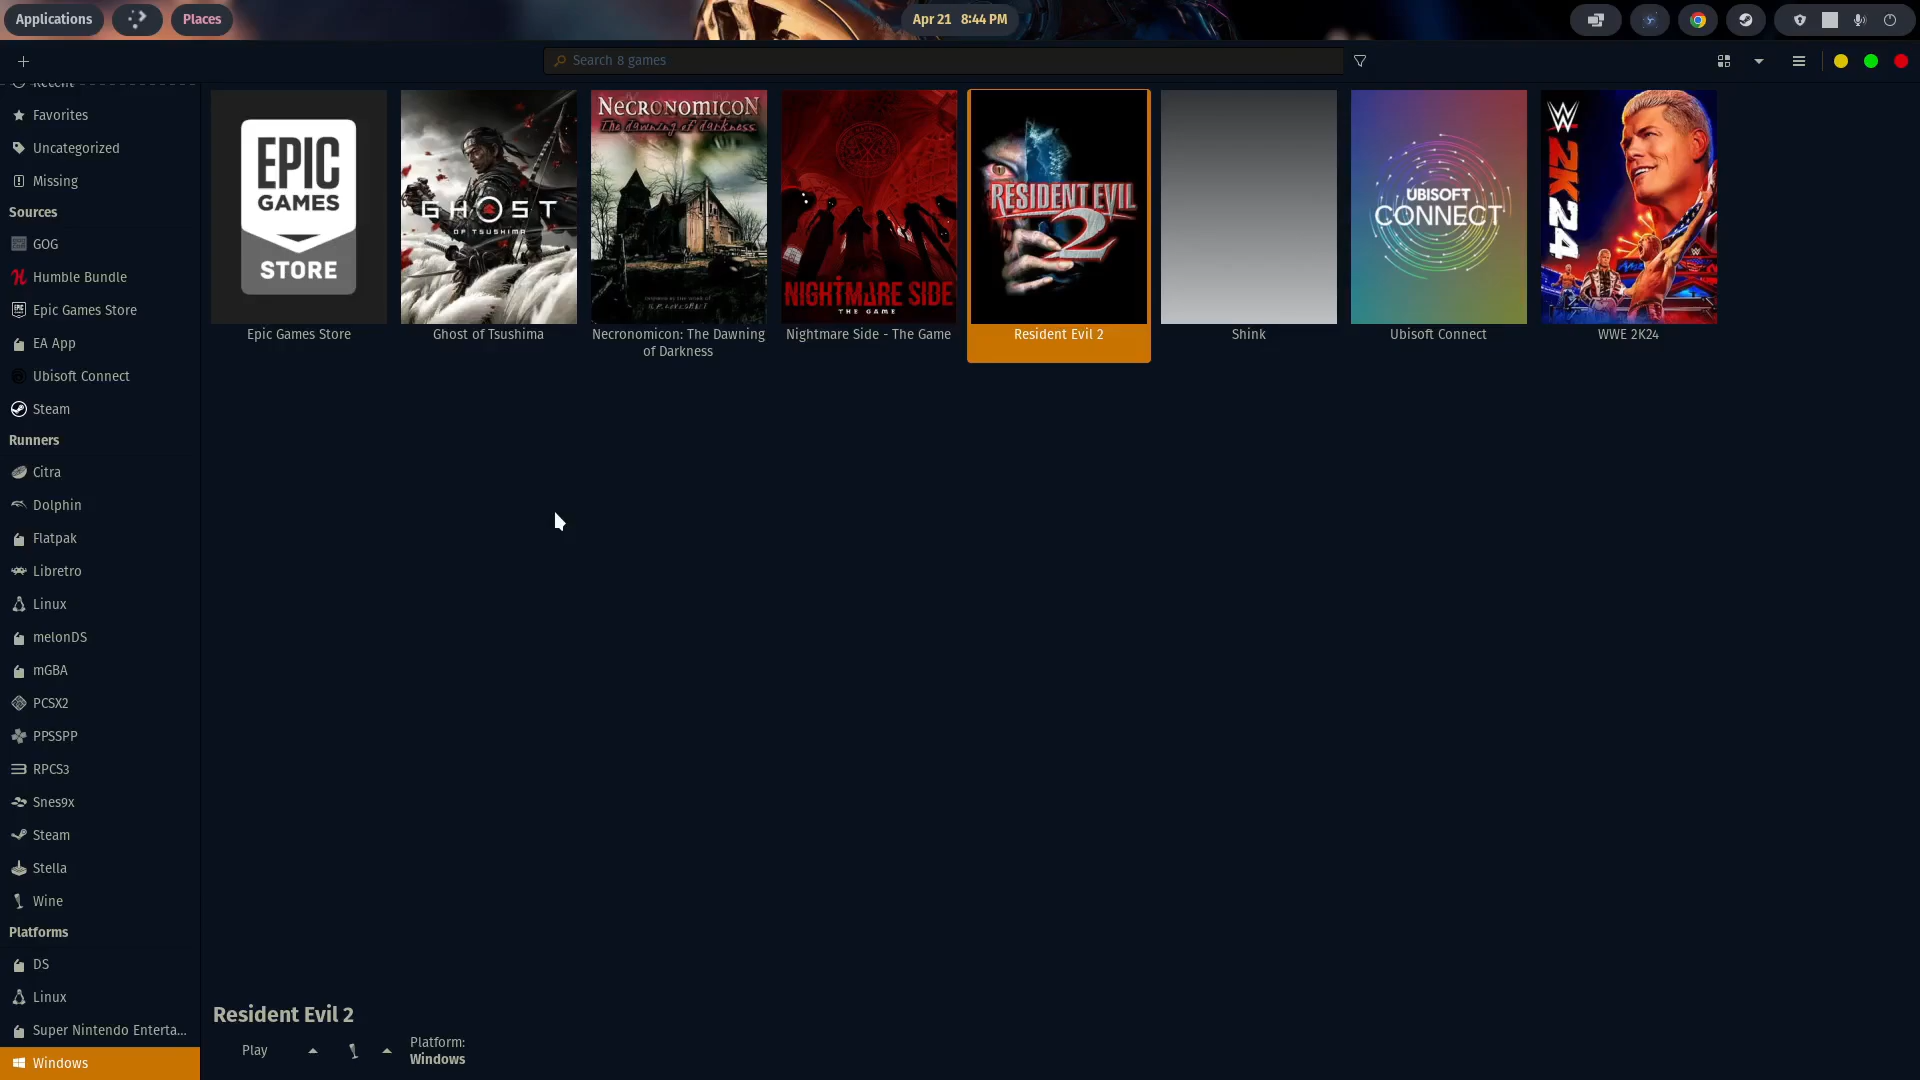 Applications
Places
Apr 21 8:44 PM
Search 8 games
Recent
Favorites
Uncategorized
Missing
Sources
GOG
Humble Bundle
Epic Games Store
EA App
Ubisoft Connect
Steam
Runners
Citra
Dolphin
Flatpak
Libretro
Linux
melonDS
mGBA
PCSX2
PPSSPP
RPCS3
Snes9x
Steam
Stella
Wine
Platforms
DS
Linux
Super Nintendo Enterta...
Windows
EPIC
GAMES
STORE
Epic Games Store
GHOST
OF TSUSHIMA
Ghost of Tsushima
NECRONOMICON
The dawning of darkness
Necronomicon: The Dawning
of Darkness
NIGHTMARE SIDE
THE GAME
Nightmare Side - The Game
RESIDENT EVIL
2
Resident Evil 2
Shink
UBISOFT
CONNECT
Ubisoft Connect
W
2K24
WWE 2K24
Resident Evil 2
Play
Platform:
Windows